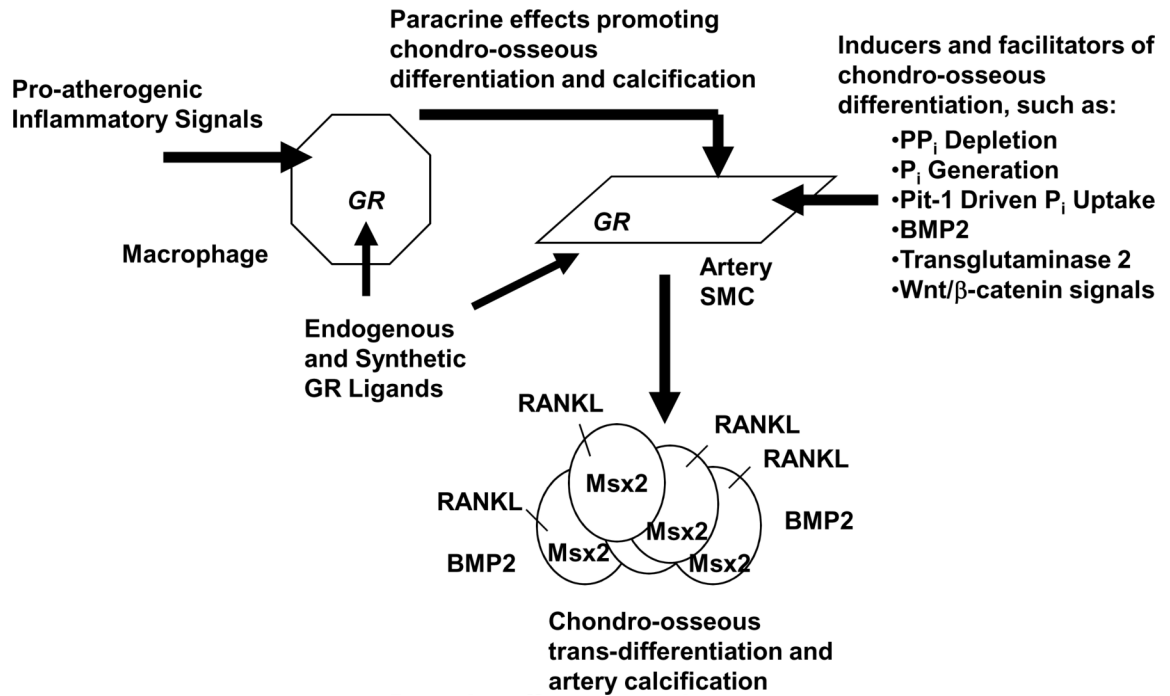 Paracrine effects promoting
chondro-osseous
differentiation and calcification
Pro-atherogenic
Inflammatory Signals
Inducers and facilitators of
chondro-osseous
differentiation, such as:
•PPi Depletion
•Pi Generation
•Pit-1 Driven Pi Uptake
•BMP2
•Transglutaminase 2
•Wnt/β-catenin signals
GR
Macrophage
GR
Artery
SMC
Endogenous
and Synthetic
GR Ligands
RANKL
RANKL
RANKL
RANKL
Msx2
Msx2
Msx2
Msx2
BMP2
BMP2
Chondro-osseous
trans-differentiation and
artery calcification